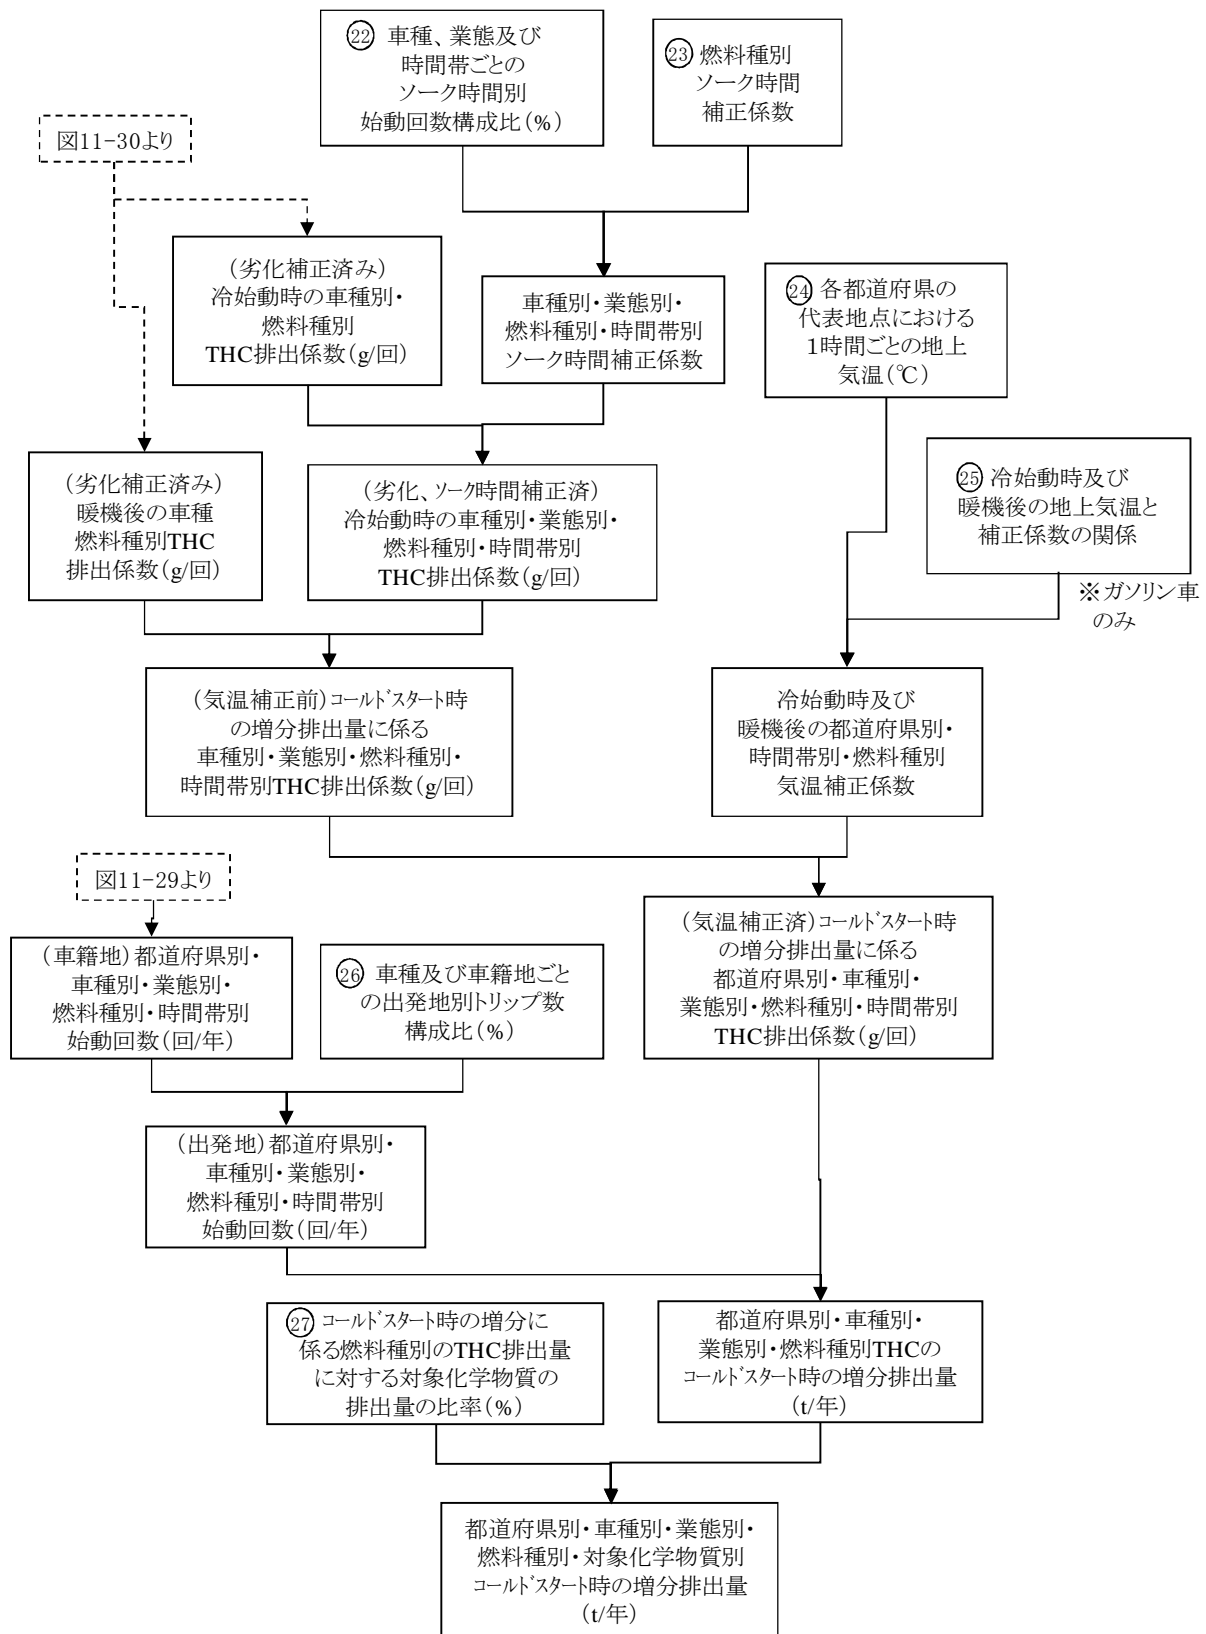 ㉒ 車種、業態及び
時間帯ごとの
ソーク時間別
始動回数構成比(%)
㉓ 燃料種別
ソーク時間
補正係数
図11-30より
(劣化補正済み)
冷始動時の車種別・
燃料種別
THC排出係数(g/回)
車種別・業態別・
燃料種別・時間帯別
ソーク時間補正係数
㉔ 各都道府県の
代表地点における
1時間ごとの地上
気温(℃)
(劣化補正済み)
暖機後の車種
燃料種別THC
排出係数(g/回)
(劣化、ソーク時間補正済)
冷始動時の車種別・業態別・
燃料種別・時間帯別
THC排出係数(g/回)
㉕ 冷始動時及び
暖機後の地上気温と
補正係数の関係
※ガソリン車
のみ
(気温補正前)コールドスタート時
の増分排出量に係る
車種別・業態別・燃料種別・
時間帯別THC排出係数(g/回)
冷始動時及び
暖機後の都道府県別・
時間帯別・燃料種別
気温補正係数
図11-29より
(車籍地)都道府県別・
車種別・業態別・
燃料種別・時間帯別
始動回数(回/年)
㉖ 車種及び車籍地ごと
の出発地別トリップ数
構成比(%)
(気温補正済)コールドスタート時
の増分排出量に係る
都道府県別・車種別・
業態別・燃料種別・時間帯別
THC排出係数(g/回)
(出発地)都道府県別・
車種別・業態別・
燃料種別・時間帯別
始動回数(回/年)
㉗ コールドスタート時の増分に
係る燃料種別のTHC排出量
に対する対象化学物質の
排出量の比率(%)
都道府県別・車種別・
業態別・燃料種別THCの
コールドスタート時の増分排出量
(t/年)
都道府県別・車種別・業態別・
燃料種別・対象化学物質別
コールドスタート時の増分排出量
(t/年)